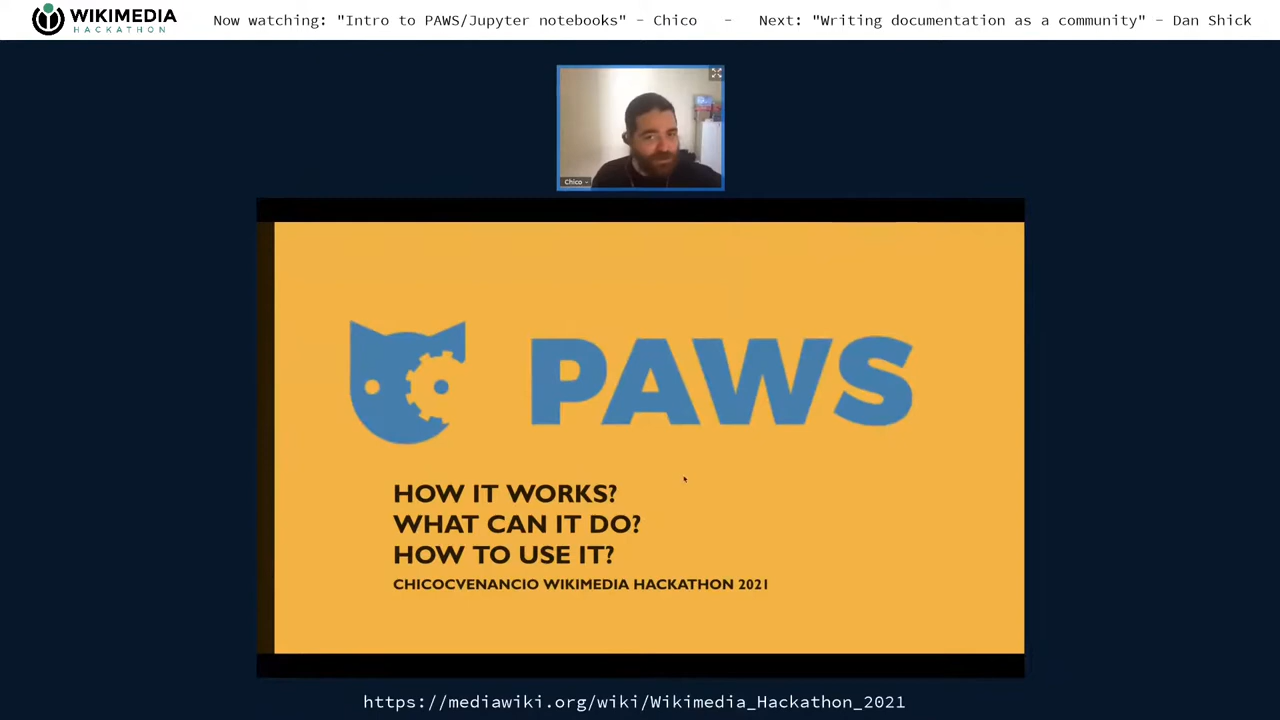 WIKIMEDIA
HACKATHON
Now watching: "Intro to PAWS/Jupyter notebooks" - Chico - Next: "Writing documentation as a community" - Dan Shick
Chico
PAWS
HOW IT WORKS?
WHAT CAN IT DO?
HOW TO USE IT?
CHICOCVENANCIO WIKIMEDIA HACKATHON 2021
https://mediawiki.org/wiki/Wikimedia_Hackathon_2021